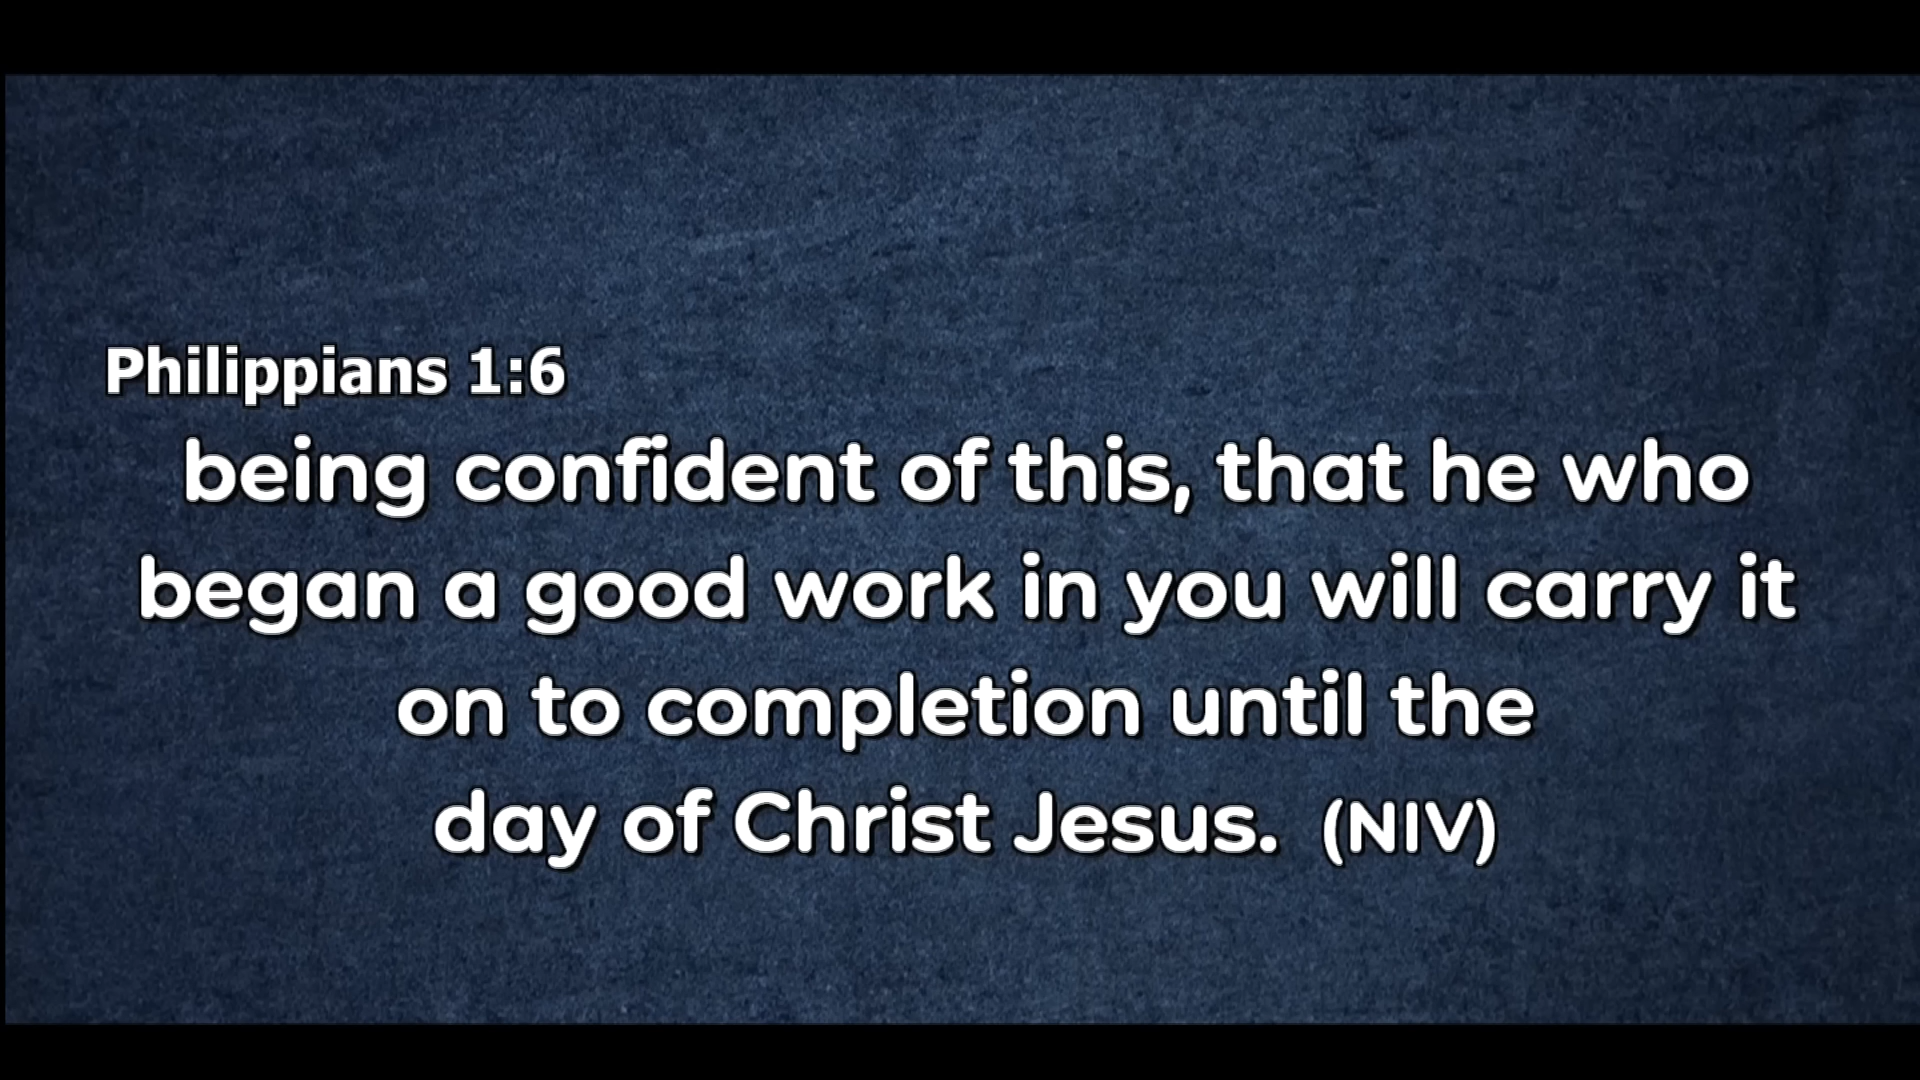 Philippians 1:6
being confident of this, that he who
began a good work in you will carry it
on to completion until the
day of Christ Jesus. (NIV)